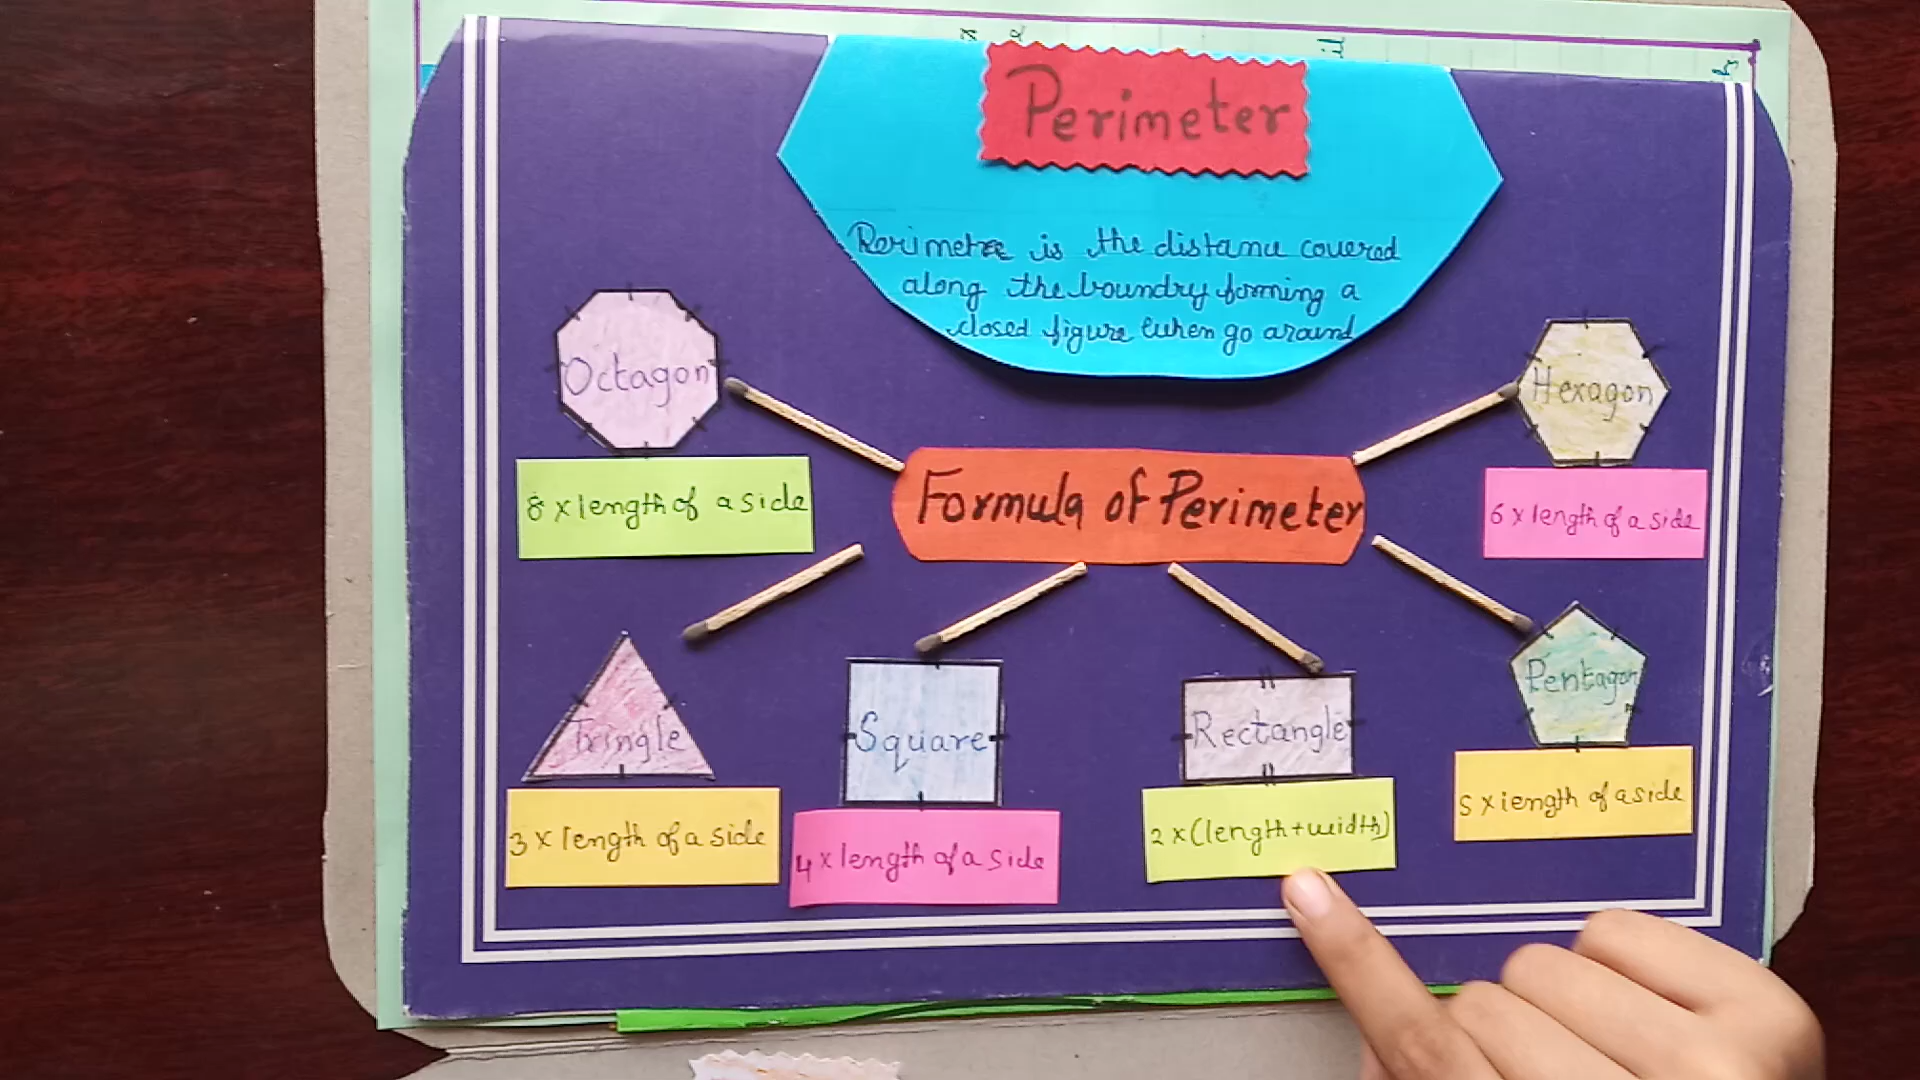 Perimeter
Perimetre is the distanu covered
along the boundry forming a
closed figure when go around
Octagon
Hexagon
Formula of Perimeter
8 x length of a side
6 x length of a side
Pentagon
Tringle
Square
Rectangle
5 x length of a side
3 x length of a side
4 x length of a side
2 x (length+width)